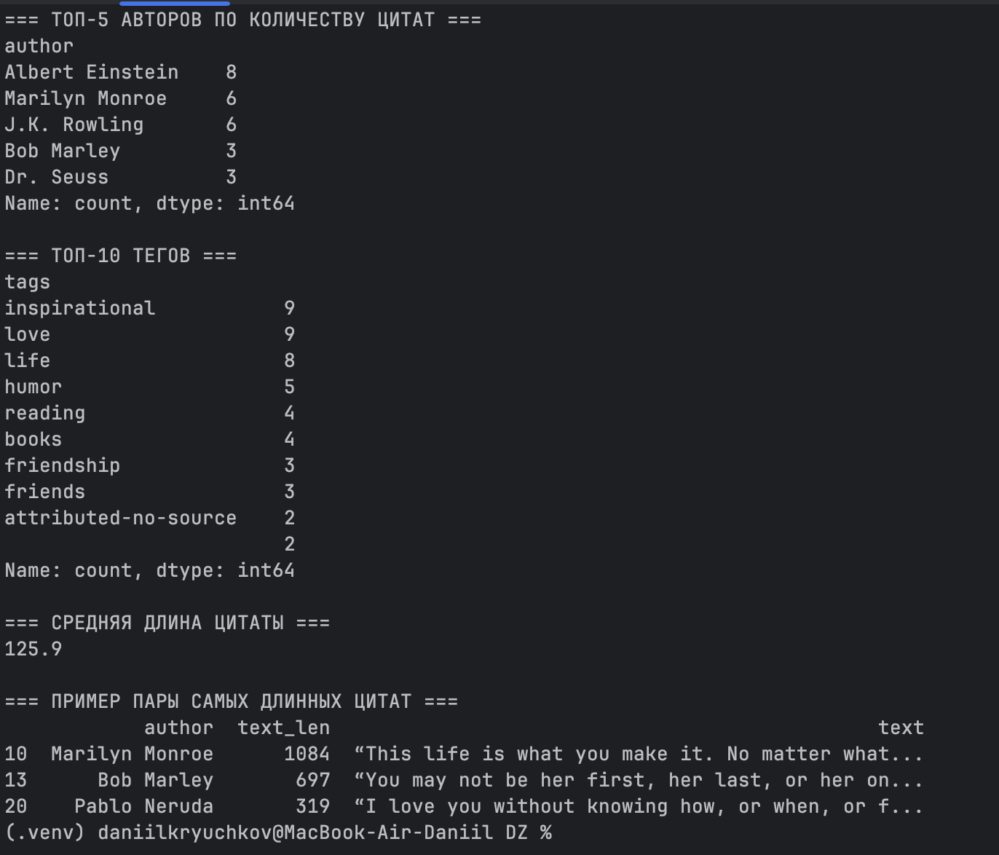 === ТОП-5 АВТОРОВ ПО КОЛИЧЕСТВУ ЦИТАТ ===
author
Albert Einstein    8
Marilyn Monroe     6
J.K. Rowling       6
Bob Marley         3
Dr. Seuss          3
Name: count, dtype: int64

=== ТОП-10 ТЕГОВ ===
tags
inspirational           9
love                    9
life                    8
humor                   5
reading                 4
books                   4
friendship              3
friends                 3
attributed-no-source    2
                        2
Name: count, dtype: int64

=== СРЕДНЯЯ ДЛИНА ЦИТАТЫ ===
125.9

=== ПРИМЕР ПАРЫ САМЫХ ДЛИННЫХ ЦИТАТ ===
            author  text_len                                               text
10  Marilyn Monroe      1084  “This life is what you make it. No matter what...
13      Bob Marley       697  “You may not be her first, her last, or her on...
20    Pablo Neruda       319  “I love you without knowing how, or when, or f...
(.venv) daniilkryuchkov@MacBook-Air-Daniil DZ %